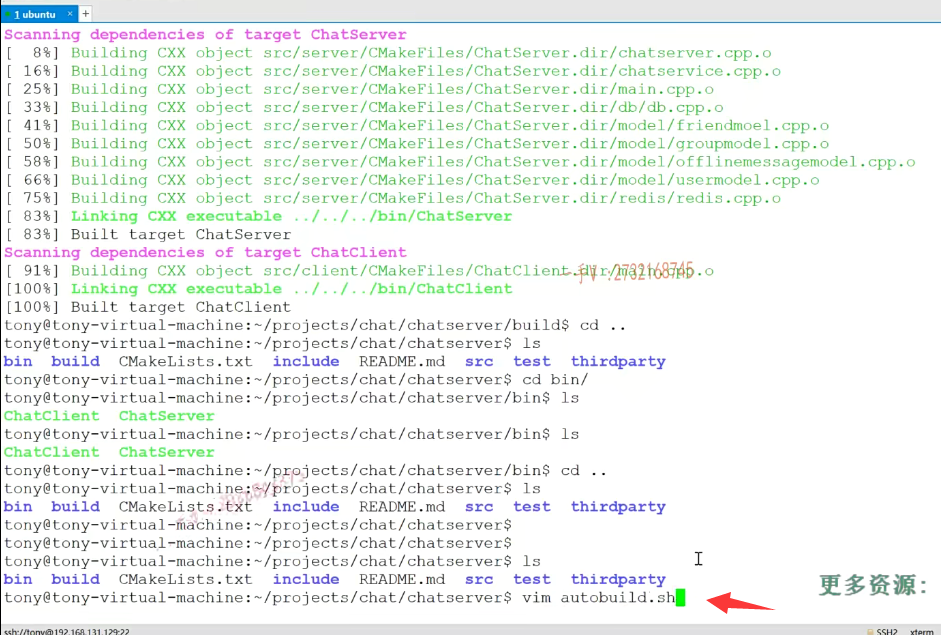 1 ubuntu × +
Scanning dependencies of target ChatServer
[  8%] Building CXX object src/server/CMakeFiles/ChatServer.dir/chatserver.cpp.o
[ 16%] Building CXX object src/server/CMakeFiles/ChatServer.dir/chatservice.cpp.o
[ 25%] Building CXX object src/server/CMakeFiles/ChatServer.dir/main.cpp.o
[ 33%] Building CXX object src/server/CMakeFiles/ChatServer.dir/db/db.cpp.o
[ 41%] Building CXX object src/server/CMakeFiles/ChatServer.dir/model/friendmoel.cpp.o
[ 50%] Building CXX object src/server/CMakeFiles/ChatServer.dir/model/groupmodel.cpp.o
[ 58%] Building CXX object src/server/CMakeFiles/ChatServer.dir/model/offlinemessagemodel.cpp.o
[ 66%] Building CXX object src/server/CMakeFiles/ChatServer.dir/model/usermodel.cpp.o
[ 75%] Building CXX object src/server/CMakeFiles/ChatServer.dir/redis/redis.cpp.o
[ 83%] Linking CXX executable ../../../bin/ChatServer
[ 83%] Built target ChatServer
Scanning dependencies of target ChatClient
[ 91%] Building CXX object src/client/CMakeFiles/ChatClient.dir/main.cpp.o
[100%] Linking CXX executable ../../../bin/ChatClient
[100%] Built target ChatClient
tony@tony-virtual-machine:~/projects/chat/chatserver/build$ cd ..
tony@tony-virtual-machine:~/projects/chat/chatserver$ ls
bin  build  CMakeLists.txt  include  README.md  src  test  thirdparty
tony@tony-virtual-machine:~/projects/chat/chatserver$ cd bin/
tony@tony-virtual-machine:~/projects/chat/chatserver/bin$ ls
ChatClient  ChatServer
tony@tony-virtual-machine:~/projects/chat/chatserver/bin$ ls
ChatClient  ChatServer
tony@tony-virtual-machine:~/projects/chat/chatserver/bin$ cd ..
tony@tony-virtual-machine:~/projects/chat/chatserver$ ls
bin  build  CMakeLists.txt  include  README.md  src  test  thirdparty
tony@tony-virtual-machine:~/projects/chat/chatserver$
tony@tony-virtual-machine:~/projects/chat/chatserver$
tony@tony-virtual-machine:~/projects/chat/chatserver$ ls
bin  build  CMakeLists.txt  include  README.md  src  test  thirdparty
tony@tony-virtual-machine:~/projects/chat/chatserver$ vim autobuild.sh
更多资源:
ssh://tony@192.168.131.129:22 SSH2 xterm